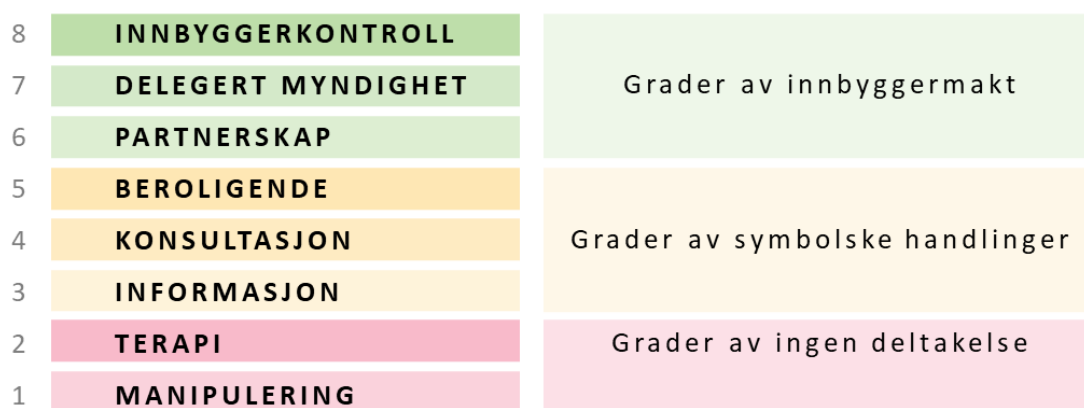 8 INNBYGGERKONTROLL
7 DELEGERT MYNDIGHET Grader av innbyggermakt
6 PARTNERSKAP
5 BEROLIGENDE
4 KONSULTASJON Grader av symbolske handlinger
3 INFORMASJON
2 TERAPI Grader av ingen deltakelse
1 MANIPULERING